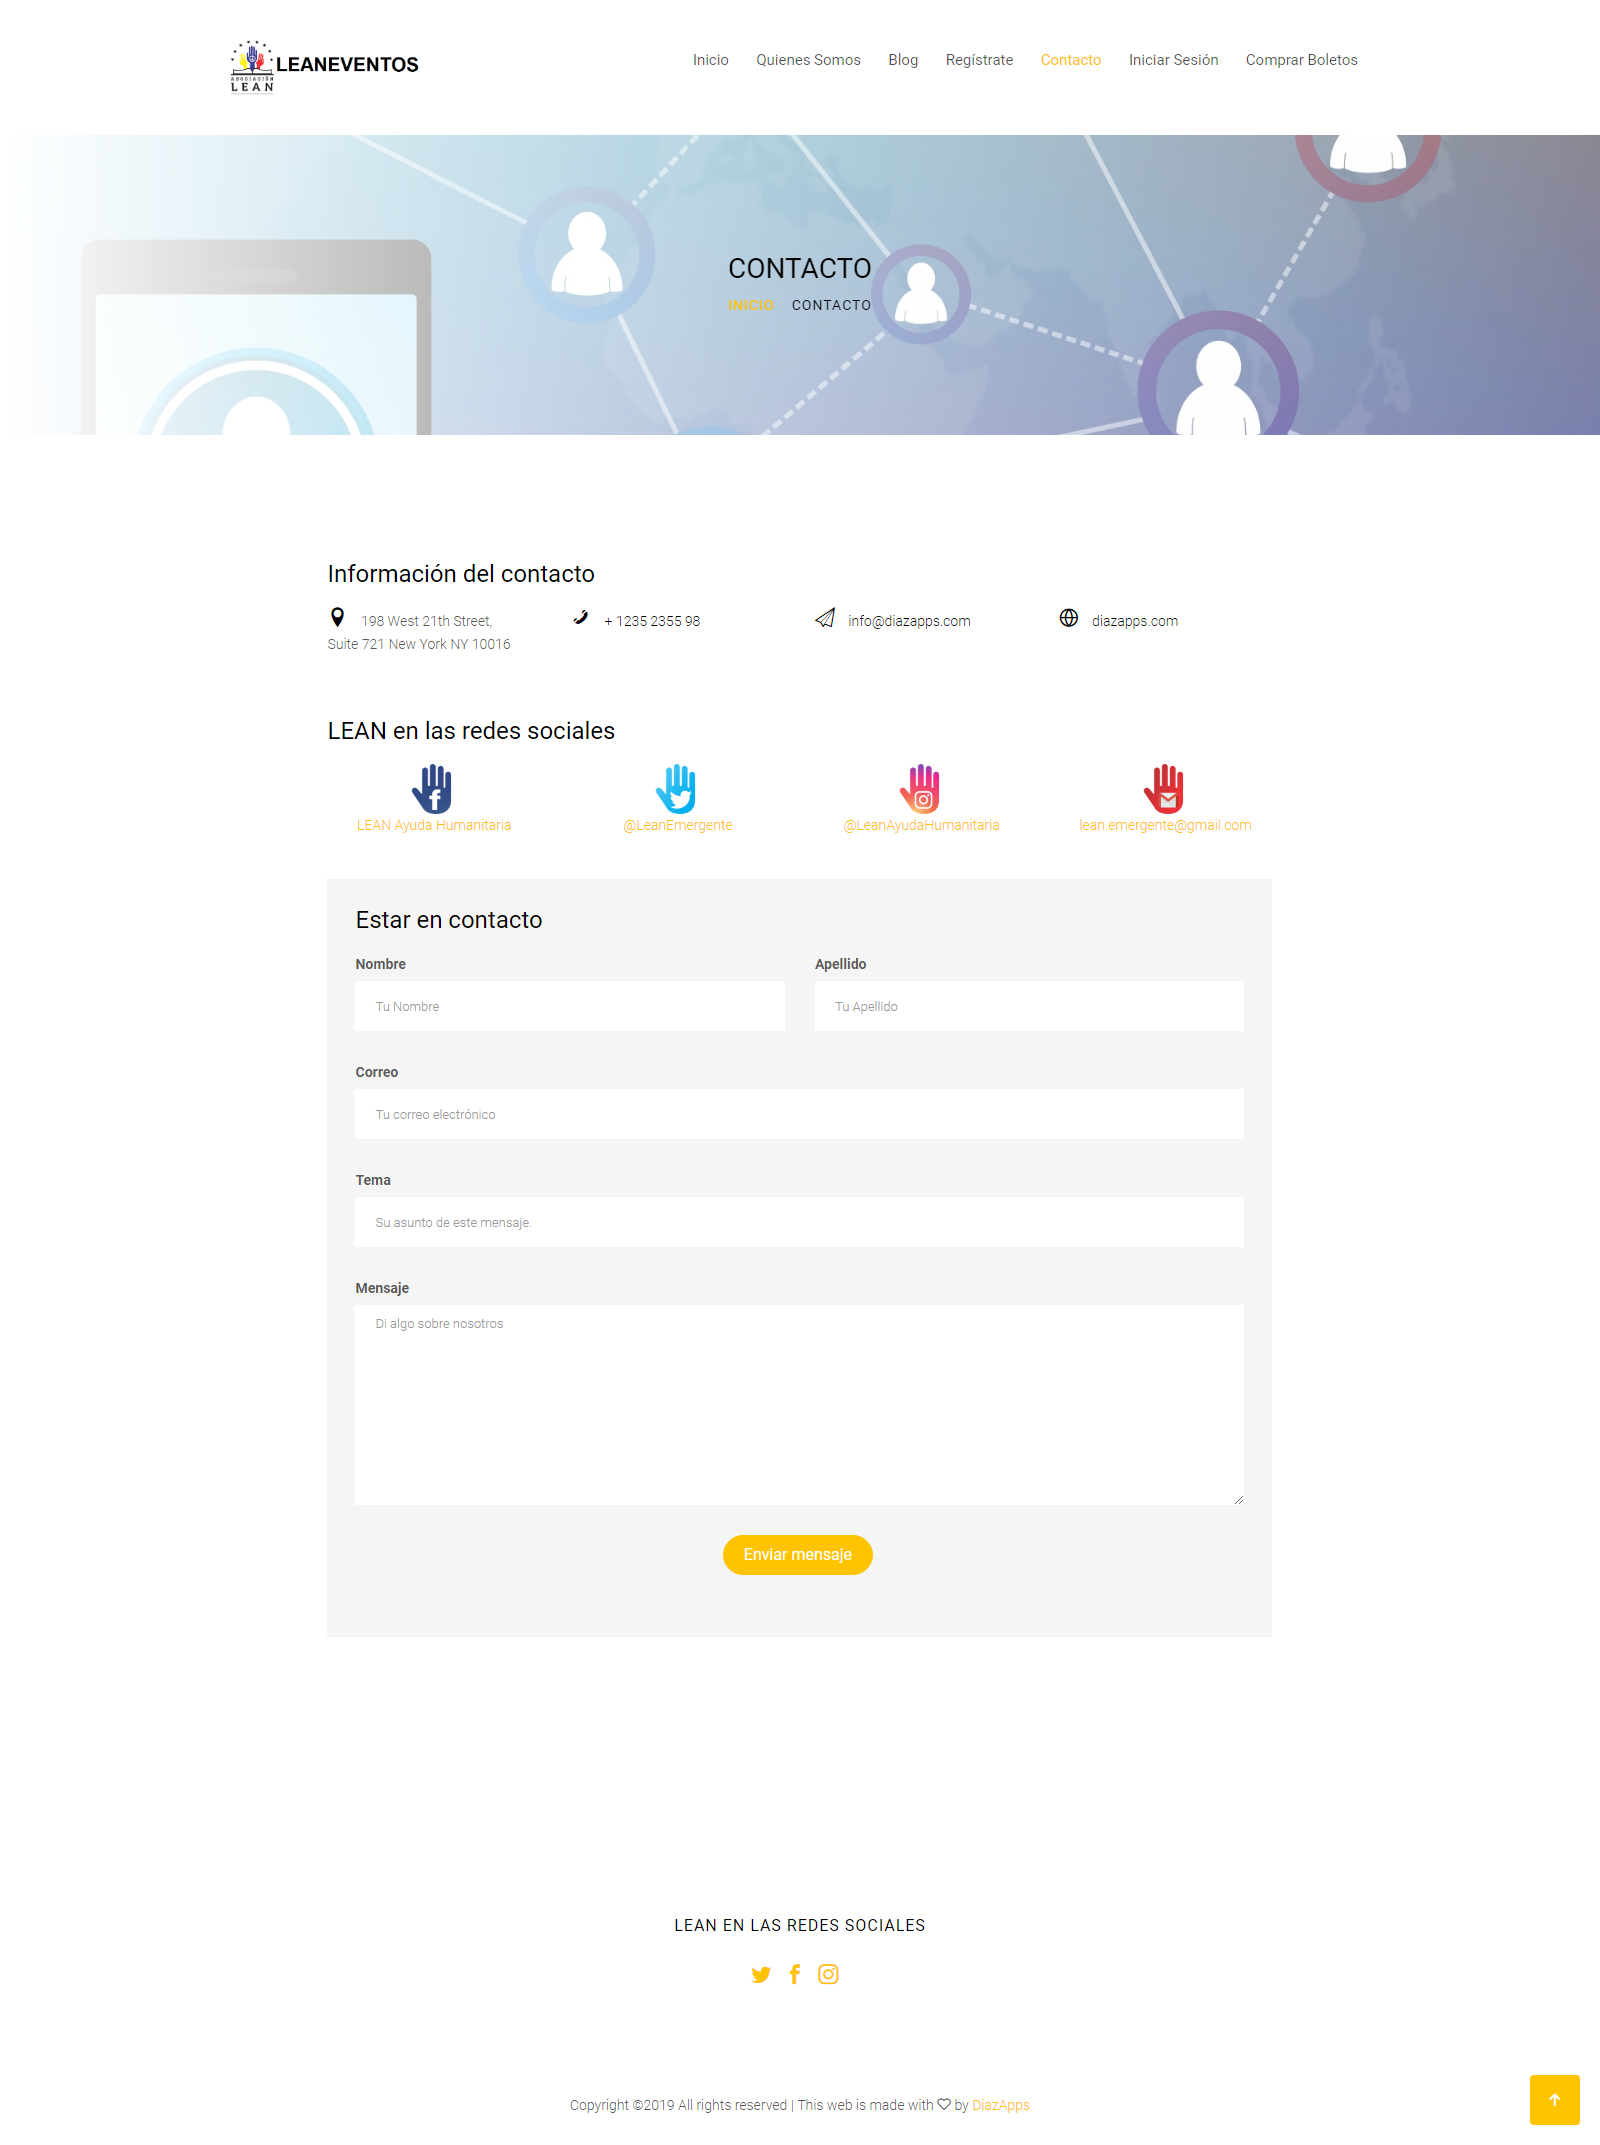 ASOCIACIÓN
LEAN
LEANEVENTOS
Inicio Quienes Somos Blog Regístrate Contacto Iniciar Sesión Comprar Boletos
CONTACTO
INICIO CONTACTO
Información del contacto
198 West 21th Street,
Suite 721 New York NY 10016
+ 1235 2355 98
info@diazapps.com
diazapps.com
LEAN en las redes sociales
LEAN Ayuda Humanitaria
@LeanEmergente
@LeanAyudaHumanitaria
lean.emergente@gmail.com
Estar en contacto
Nombre Apellido
Tu Nombre Tu Apellido
Correo
Tu correo electrónico
Tema
Su asunto de este mensaje.
Mensaje
Di algo sobre nosotros
Enviar mensaje
LEAN EN LAS REDES SOCIALES
Copyright ©2019 All rights reserved | This web is made with ♡ by DiazApps